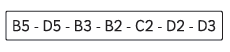 B5 - D5 - B3 - B2 - C2 - D2 - D3